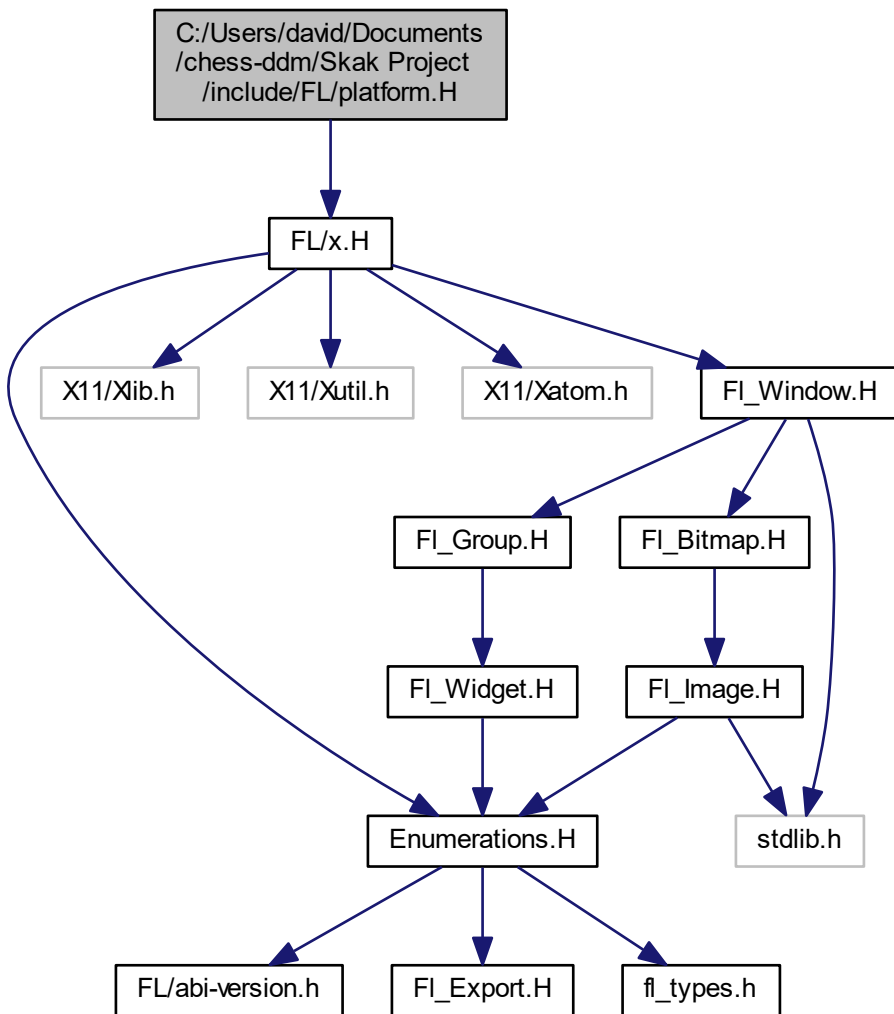 C:/Users/david/Documents
/chess-ddm/Skak Project
/include/FL/platform.H
FL/x.H
X11/Xlib.h
X11/Xutil.h
X11/Xatom.h
Fl_Window.H
Fl_Group.H
Fl_Bitmap.H
Fl_Widget.H
Fl_Image.H
Enumerations.H
stdlib.h
FL/abi-version.h
Fl_Export.H
fl_types.h